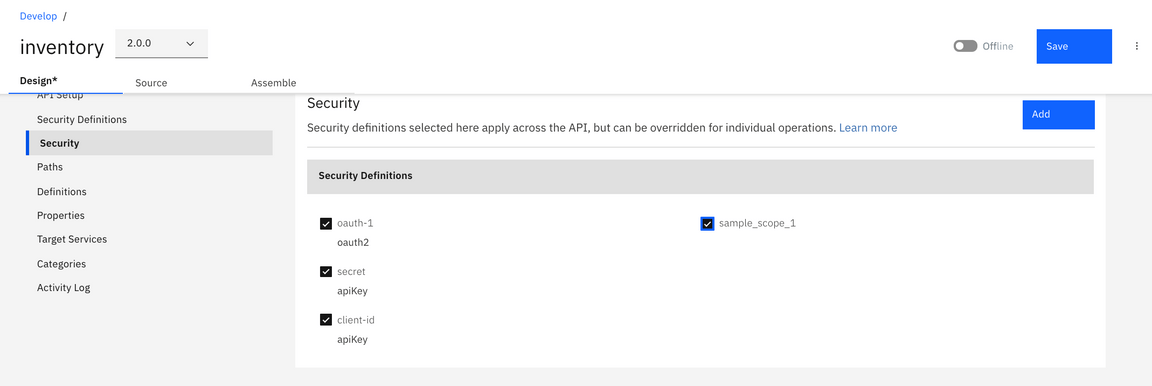 Develop /
inventory 2.0.0 Offline Save
Design* Source Assemble
API Setup
Security Definitions
Security
Paths
Definitions
Properties
Target Services
Categories
Activity Log
Security
Security definitions selected here apply across the API, but can be overridden for individual operations. Learn more
Add
Security Definitions
oauth-1 sample_scope_1
oauth2
secret
apiKey
client-id
apiKey